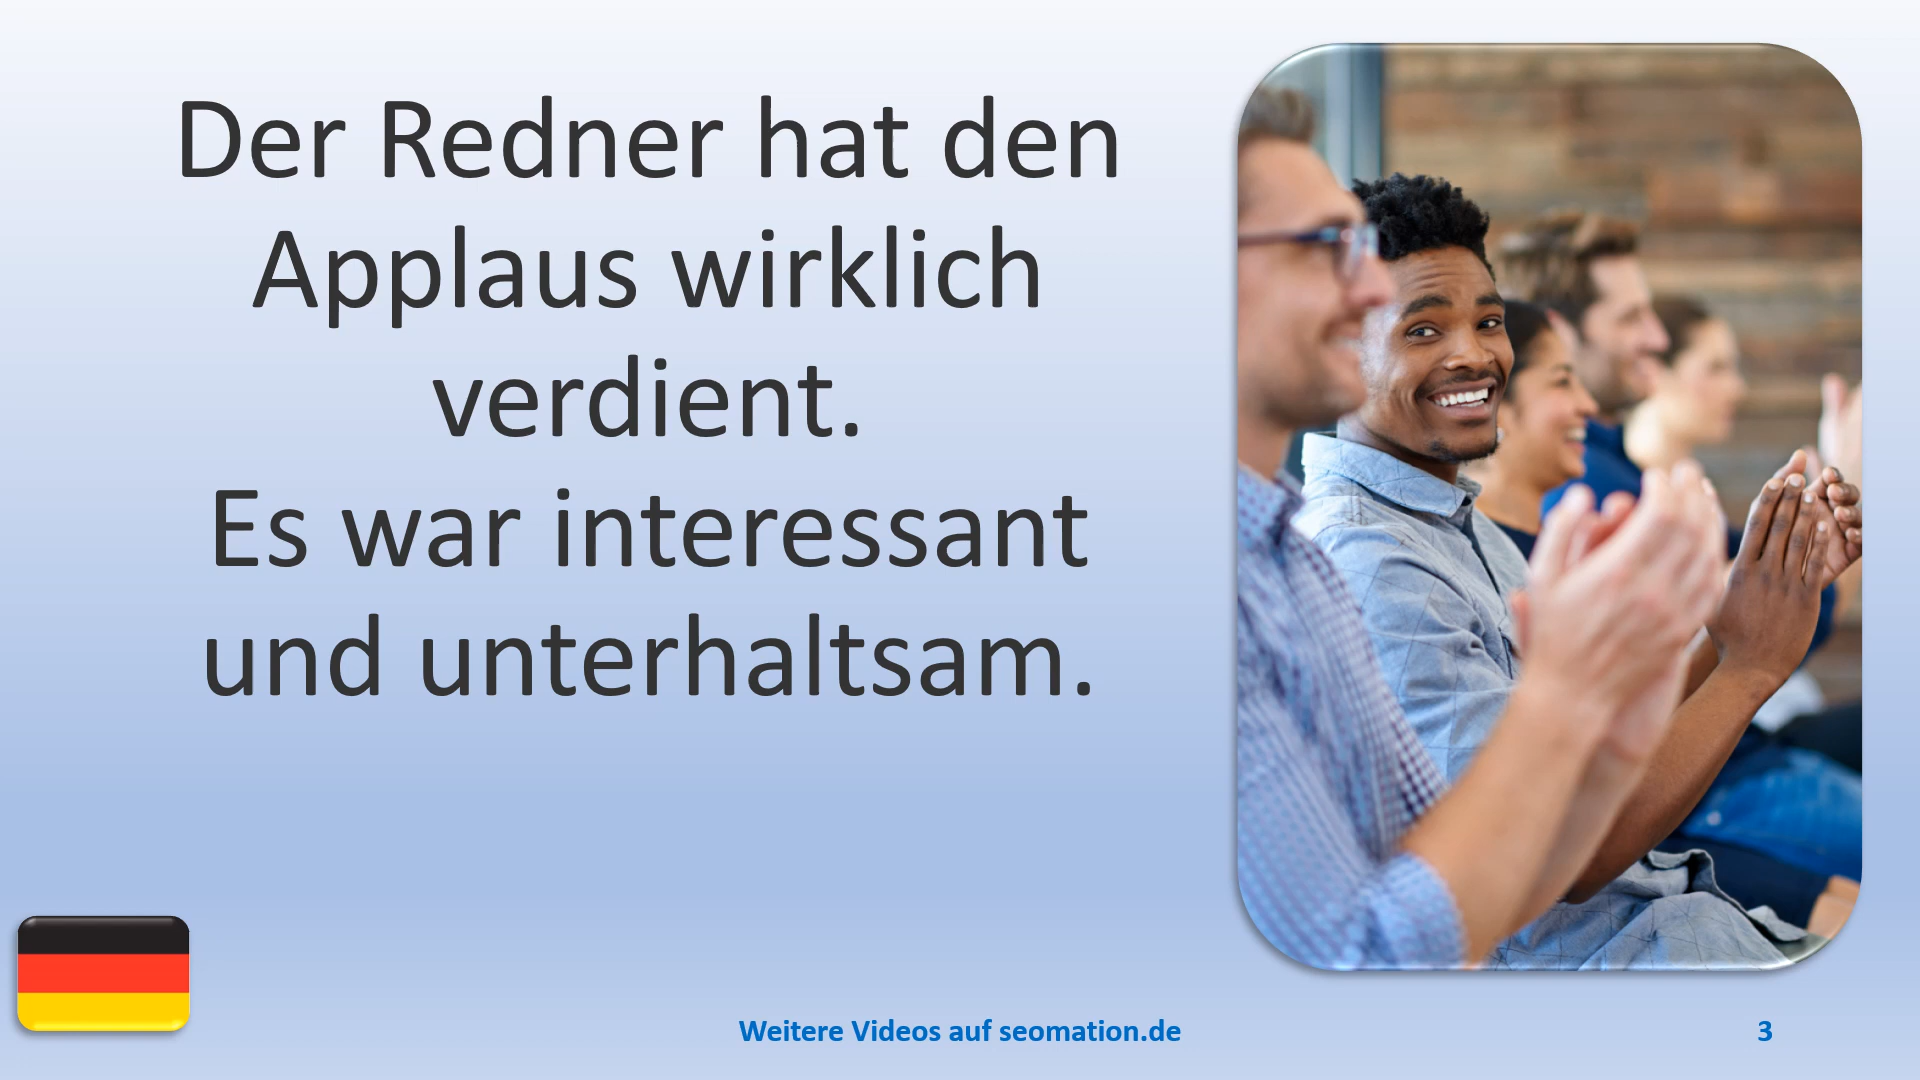 Der Redner hat den
Applaus wirklich
verdient.
Es war interessant
und unterhaltsam.
Weitere Videos auf seomation.de
3